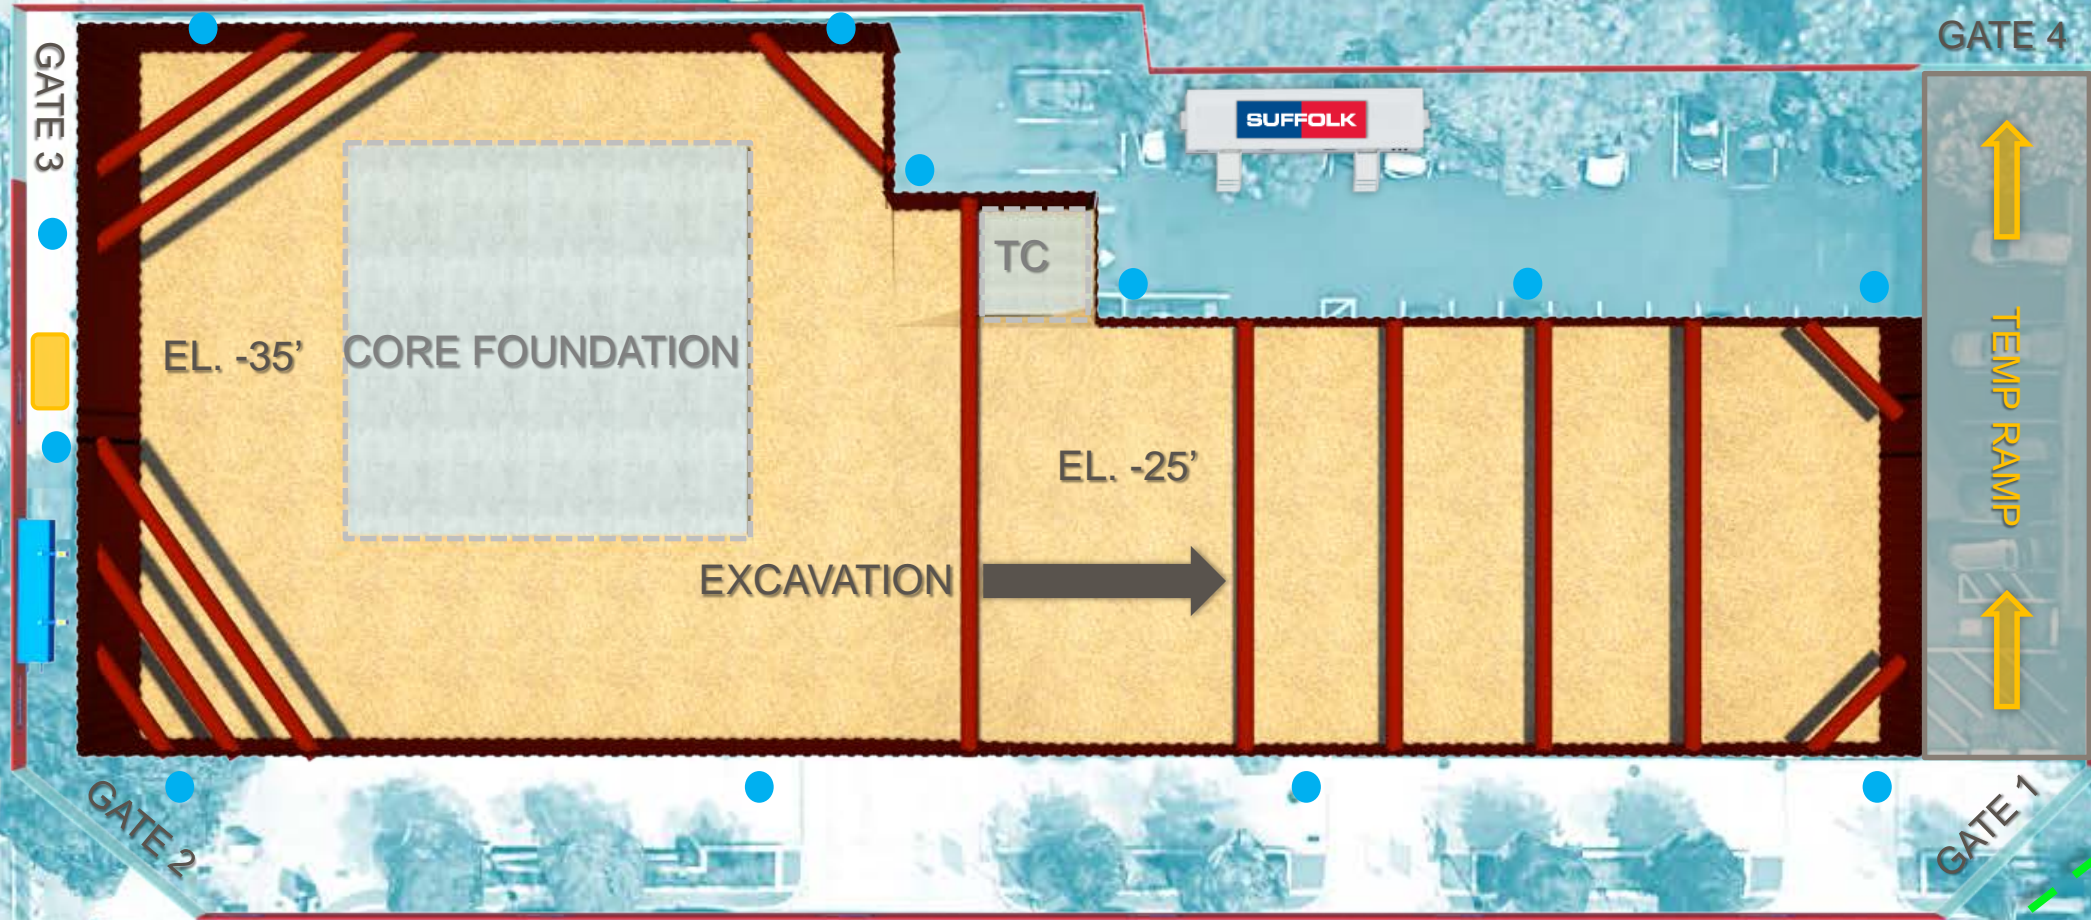 GATE 4
GATE 3
SUFFOLK
TC
EL. -35’
CORE FOUNDATION
TEMP RAMP
EL. -25’
EXCAVATION
GATE 2
GATE 1